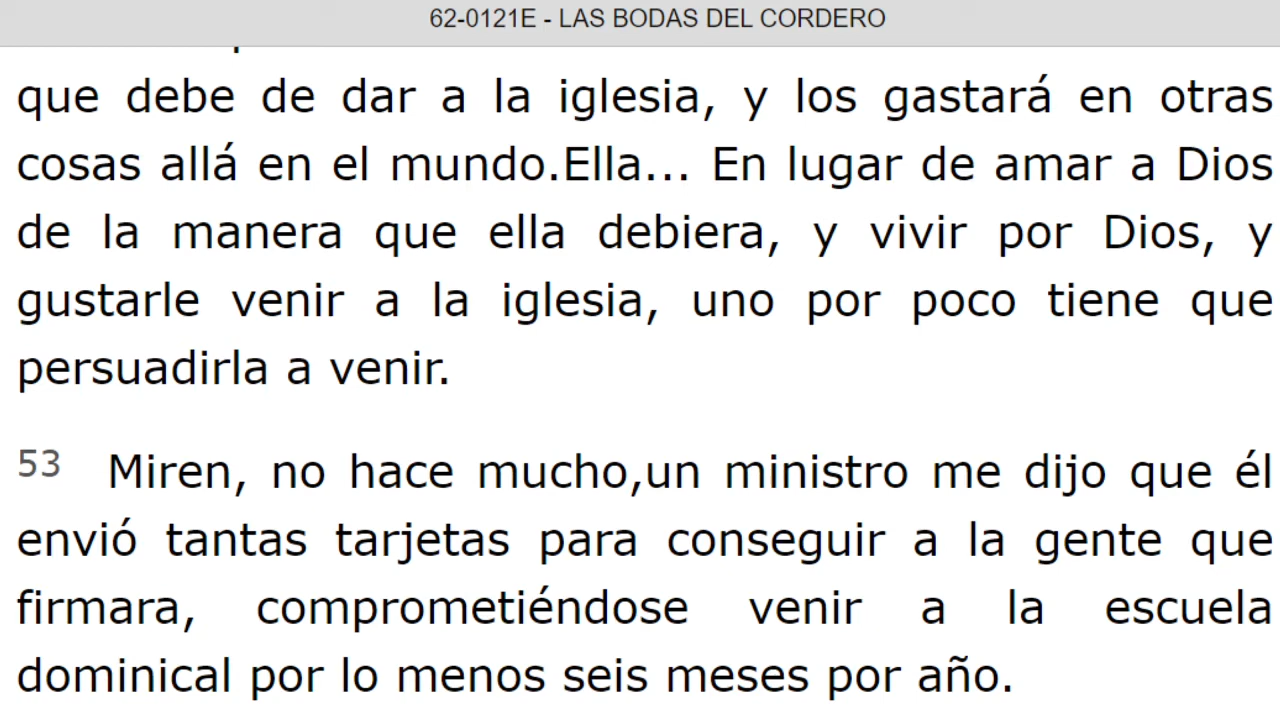 62-0121E - LAS BODAS DEL CORDERO
que debe de dar a la iglesia, y los gastará en otras
cosas allá en el mundo.Ella... En lugar de amar a Dios
de la manera que ella debiera, y vivir por Dios, y
gustarle venir a la iglesia, uno por poco tiene que
persuadirla a venir.
53 Miren, no hace mucho,un ministro me dijo que él
envió tantas tarjetas para conseguir a la gente que
firmara, comprometiéndose venir a la escuela
dominical por lo menos seis meses por año.